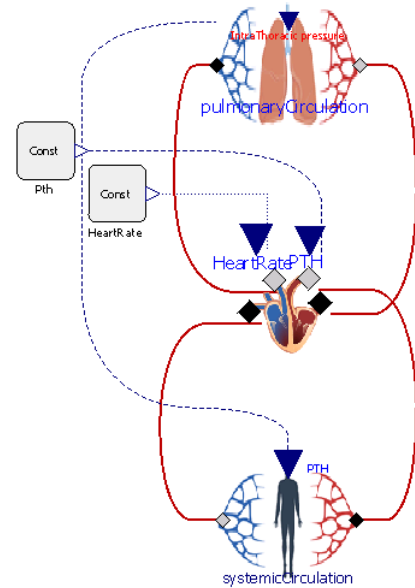 IntraThoracic pressure
pulmonaryCirculation
Const
Pth
Const
HeartRate
HeartRate
PTH
PTH
systemicCirculation